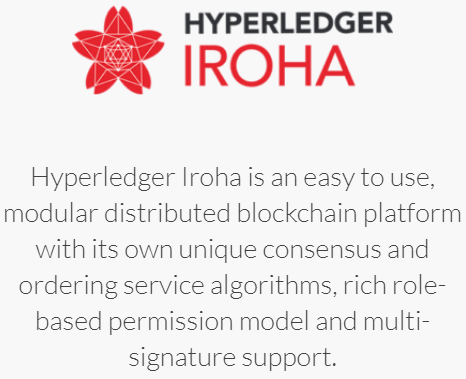 HYPERLEDGER
IROHA
Hyperledger Iroha is an easy to use,
modular distributed blockchain platform
with its own unique consensus and
ordering service algorithms, rich role-
based permission model and multi-
signature support.